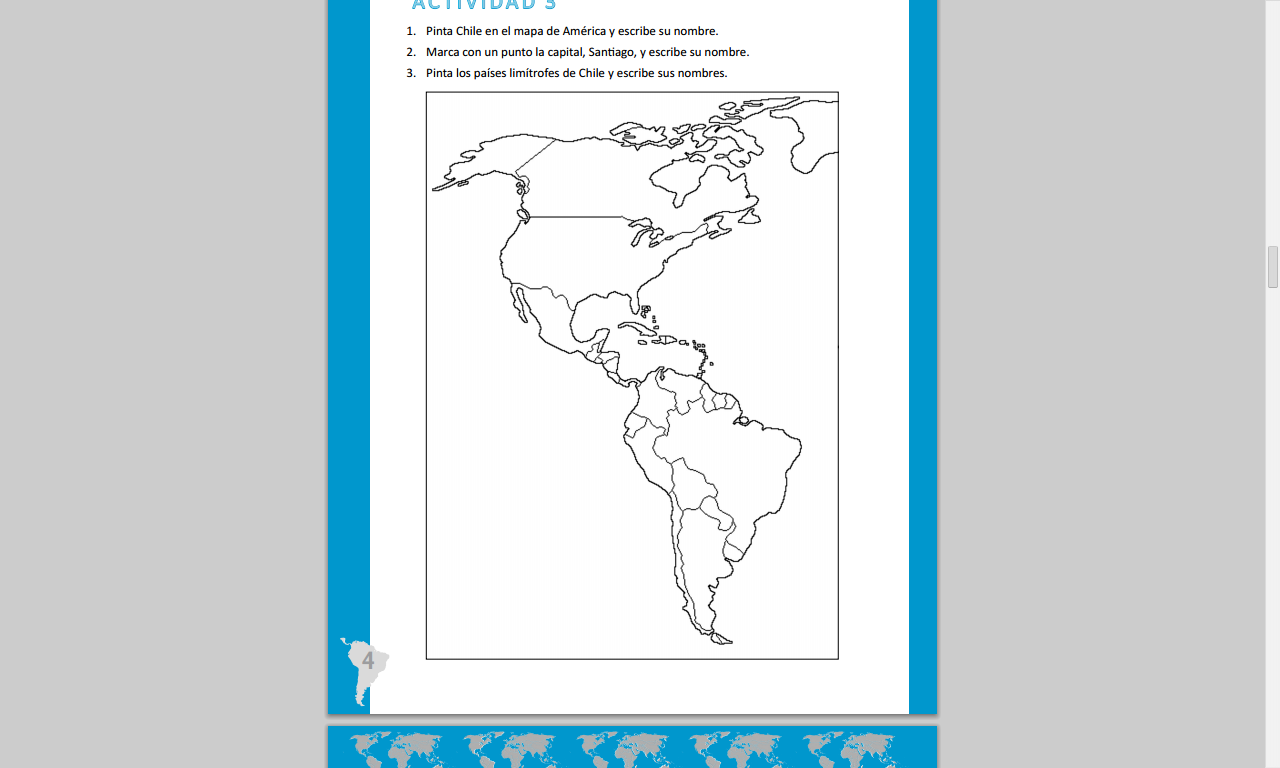 ACTIVIDAD 3
1. Pinta Chile en el mapa de América y escribe su nombre.
2. Marca con un punto la capital, Santiago, y escribe su nombre.
3. Pinta los países limítrofes de Chile y escribe sus nombres.
4